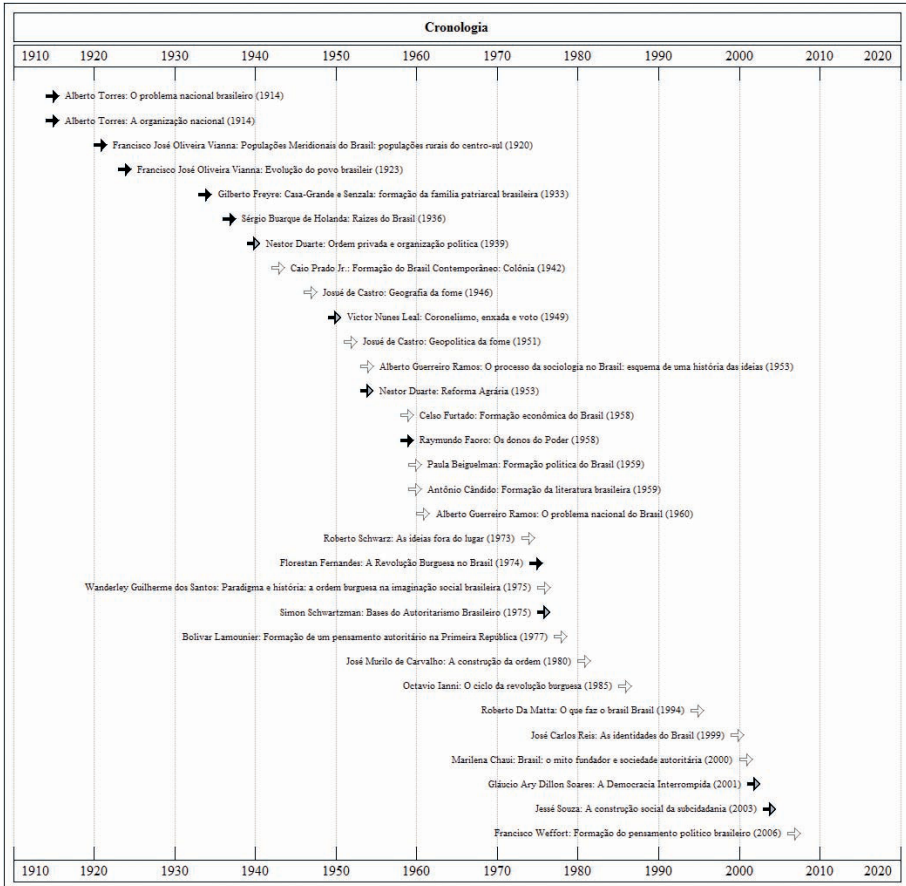 Cronologia
1910 1920 1930 1940 1950 1960 1970 1980 1990 2000 2010 2020
Alberto Torres: O problema nacional brasileiro (1914)
Alberto Torres: A organização nacional (1914)
Francisco José Oliveira Vianna: Populações Meridionais do Brasil: populações rurais do centro-sul (1920)
Francisco José Oliveira Vianna: Evolução do povo brasileir (1923)
Gilberto Freyre: Casa-Grande e Senzala: formação da família patriarcal brasileira (1933)
Sérgio Buarque de Holanda: Raízes do Brasil (1936)
Nestor Duarte: Ordem privada e organização política (1939)
Caio Prado Jr.: Formação do Brasil Contemporâneo: Colônia (1942)
Josué de Castro: Geografia da fome (1946)
Victor Nunes Leal: Coronelismo, enxada e voto (1949)
Josué de Castro: Geopolítica da fome (1951)
Alberto Guerreiro Ramos: O processo da sociologia no Brasil: esquema de uma história das ideias (1953)
Nestor Duarte: Reforma Agrária (1953)
Celso Furtado: Formação econômica do Brasil (1958)
Raymundo Faoro: Os donos do Poder (1958)
Paula Beiguelman: Formação política do Brasil (1959)
Antônio Cândido: Formação da literatura brasileira (1959)
Alberto Guerreiro Ramos: O problema nacional do Brasil (1960)
Roberto Schwarz: As ideias fora do lugar (1973)
Florestan Fernandes: A Revolução Burguesa no Brasil (1974)
Wanderley Guilherme dos Santos: Paradigma e história: a ordem burguesa na imaginação social brasileira (1975)
Simon Schwartzman: Bases do Autoritarismo Brasileiro (1975)
Bolivar Lamounier: Formação de um pensamento autoritário na Primeira República (1977)
José Murilo de Carvalho: A construção da ordem (1980)
Octavio Ianni: O ciclo da revolução burguesa (1985)
Roberto Da Matta: O que faz o brasil Brasil (1994)
José Carlos Reis: As identidades do Brasil (1999)
Marilena Chaui: Brasil: o mito fundador e sociedade autoritária (2000)
Gláucio Ary Dillon Soares: A Democracia Interrompida (2001)
Jessé Souza: A construção social da subcidadania (2003)
Francisco Weffort: Formação do pensamento político brasileiro (2006)
1910 1920 1930 1940 1950 1960 1970 1980 1990 2000 2010 2020